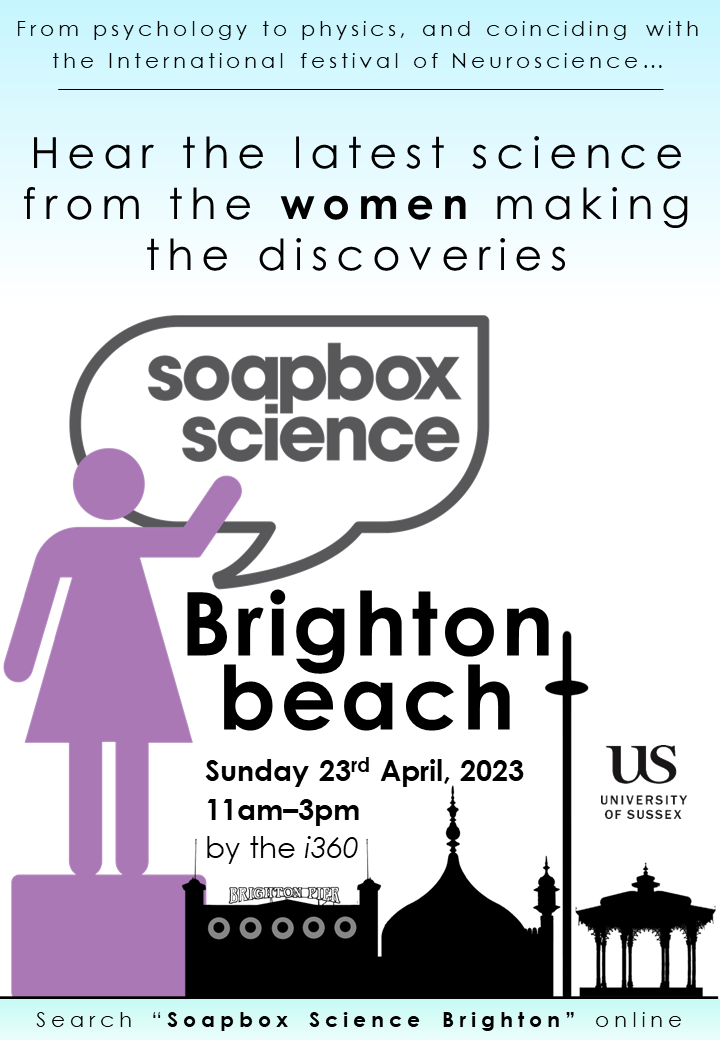 From psychology to physics, and coinciding with
the International festival of Neuroscience...
Hear the latest science
from the women making
the discoveries
soapbox
science
Brighton
beach
Sunday 23rd April, 2023
11am–3pm
by the i360
US
UNIVERSITY
OF SUSSEX
BRIGHTON PIER
Search “Soapbox Science Brighton” online